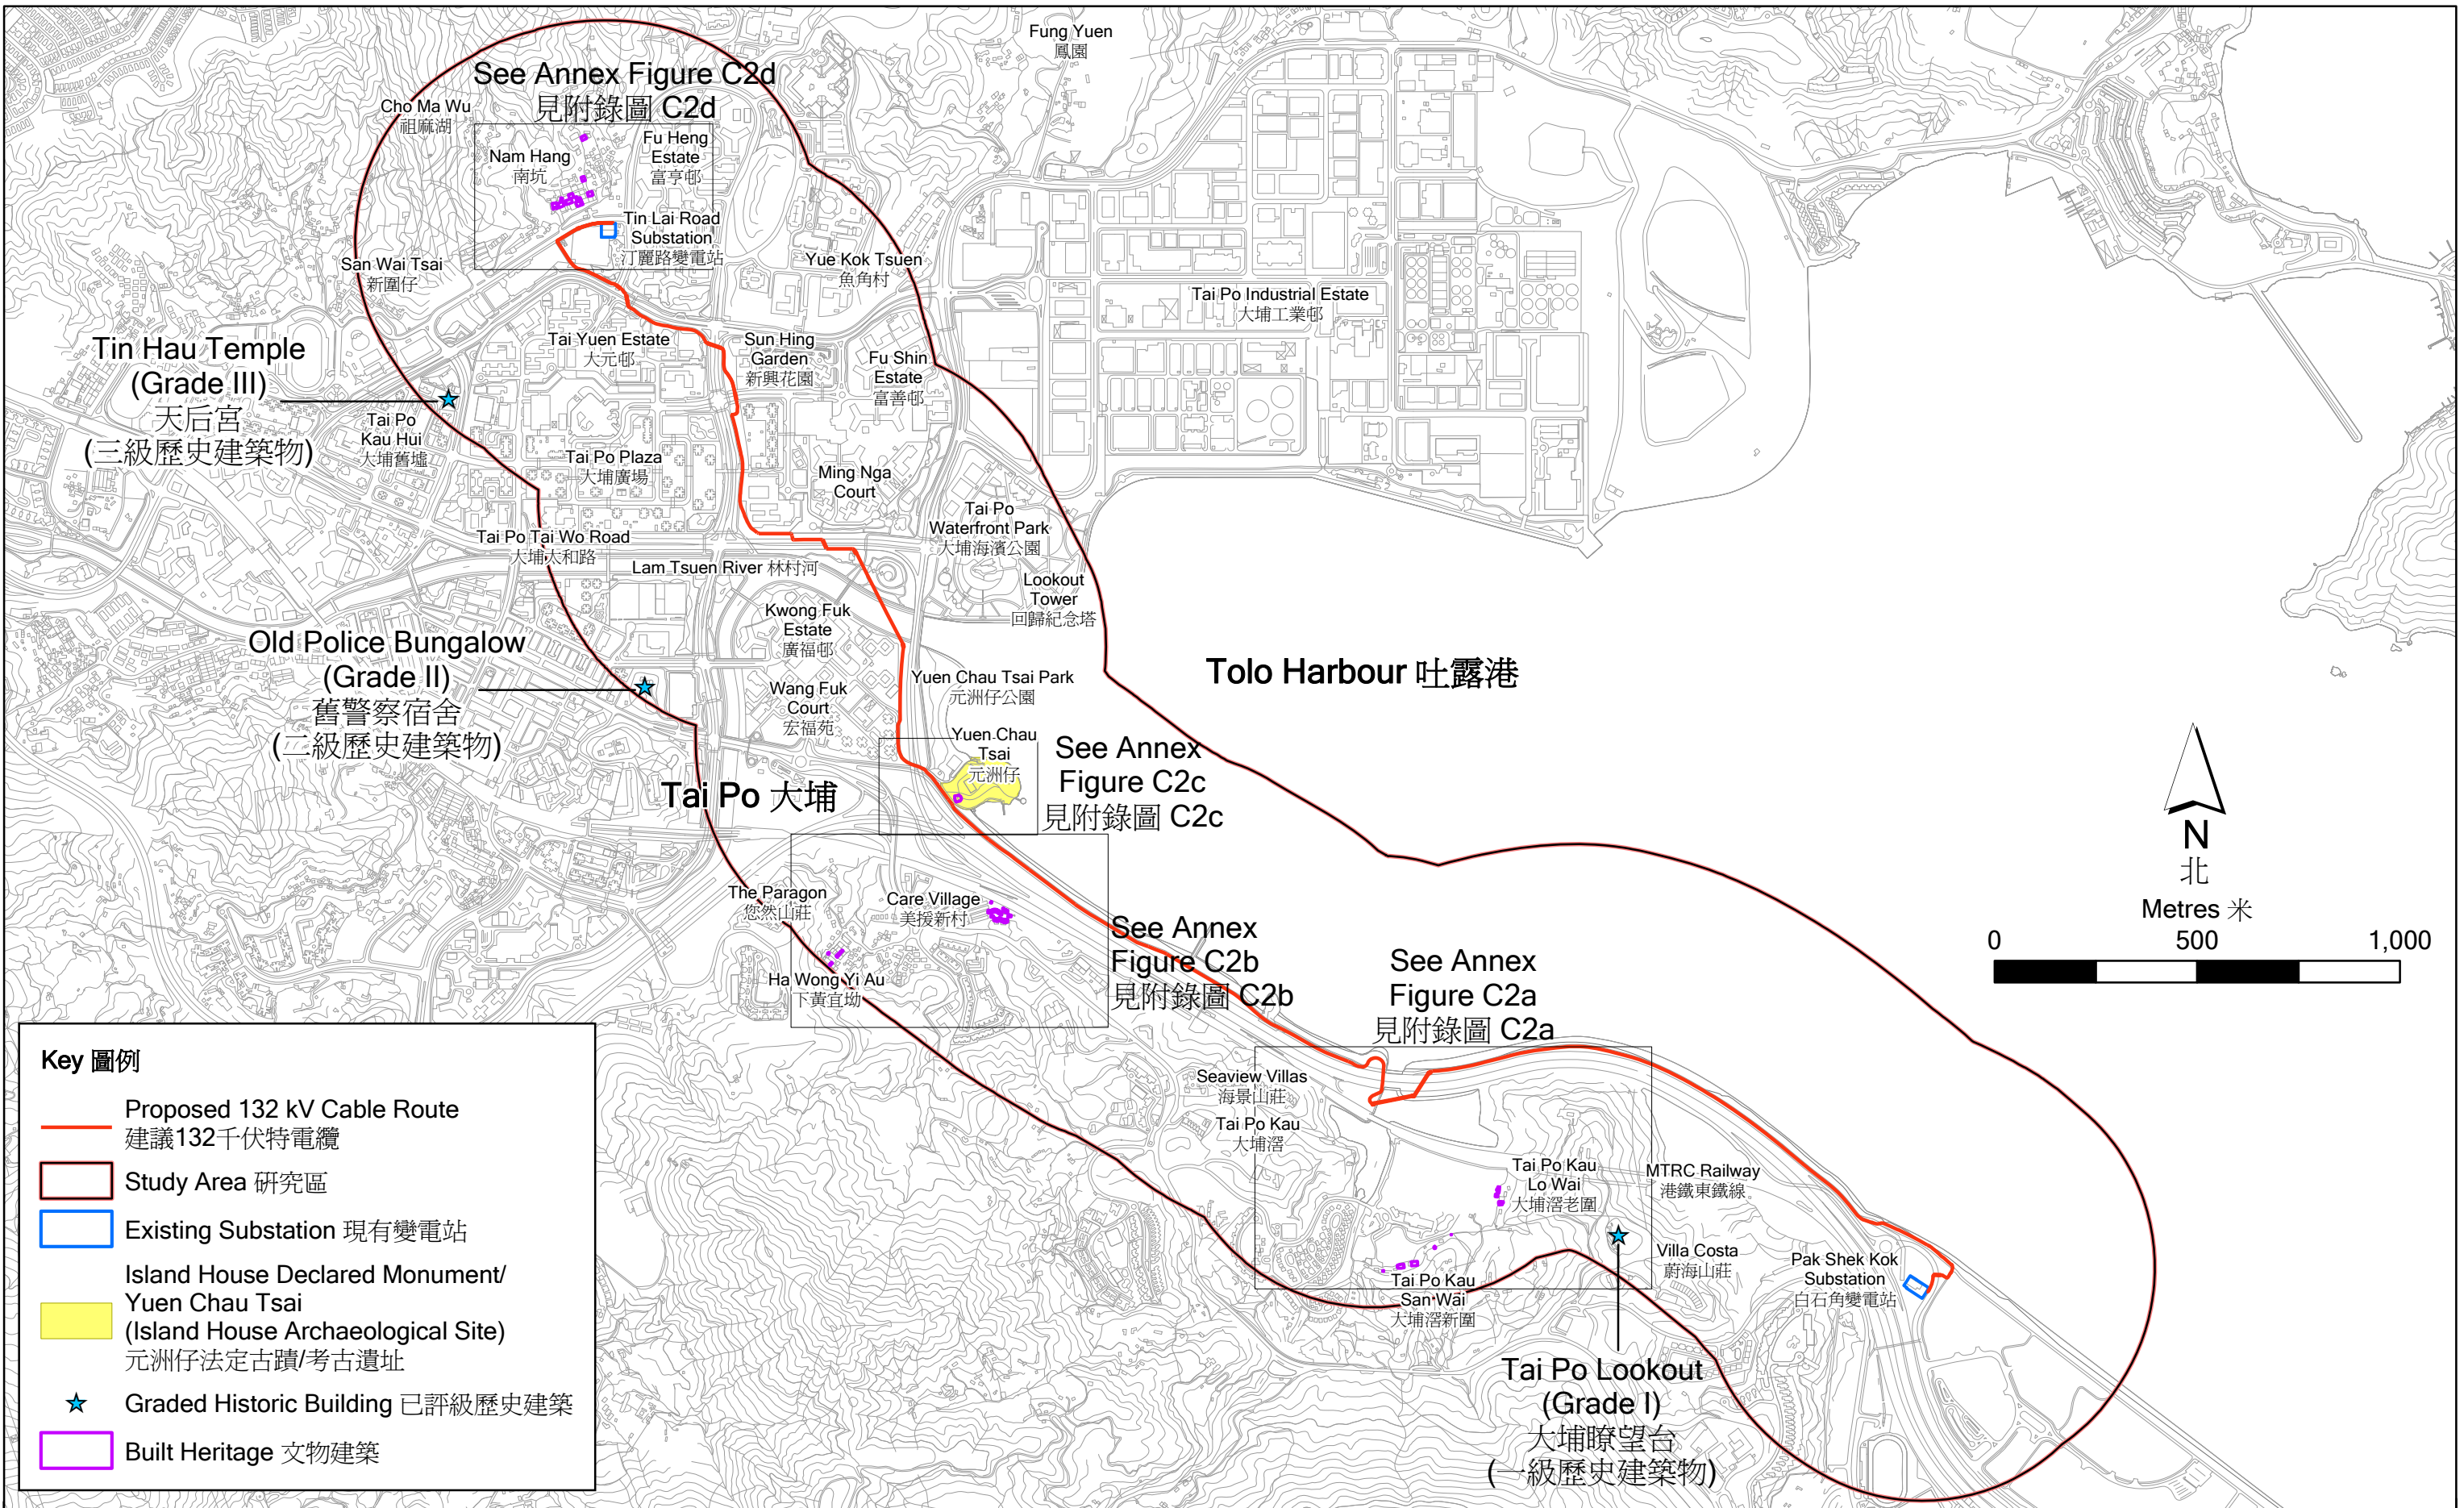 Fung Yuen
鳳園
See Annex Figure C2d
見附錄圖 C2d
Cho Ma Wu
祖麻湖
Nam Hang
南坑
Fu Heng
Estate
富亨邨
Tin Lai Road
Substation
汀麗路變電站
San Wai Tsai
新圍仔
Yue Kok Tsuen
魚角村
Tai Po Industrial Estate
大埔工業邨
Tin Hau Temple
(Grade III)
天后宮
(三級歷史建築物)
Tai Yuen Estate
大元邨
Sun Hing
Garden
新興花園
Fu Shin
Estate
富善邨
Tai Po
Kau Hui
大埔舊墟
Tai Po Plaza
大埔廣場
Ming Nga
Court
Tai Po
Waterfront Park
大埔海濱公園
Tai Po Tai Wo Road
大埔太和路
Lam Tsuen River 林村河
Lookout
Tower
回歸紀念塔
Kwong Fuk
Estate
廣福邨
Old Police Bungalow
(Grade II)
舊警察宿舍
(二級歷史建築物)
Wang Fuk
Court
宏福苑
Yuen Chau Tsai Park
元洲仔公園
Tolo Harbour 吐露港
Yuen Chau
Tsai
元洲仔
See Annex
Figure C2c
見附錄圖 C2c
Tai Po 大埔
N
北
Metres 米
0 500 1,000
The Paragon
您然山莊
Care Village
美援新村
See Annex
Figure C2b
見附錄圖 C2b
Ha Wong Yi Au
下黃宜坳
See Annex
Figure C2a
見附錄圖 C2a
Seaview Villas
海景山莊
Tai Po Kau
大埔滘
Tai Po Kau
Lo Wai
大埔滘老圍
MTRC Railway
港鐵東鐵線
Villa Costa
蔚海山莊
Tai Po Kau
San Wai
大埔滘新圍
Pak Shek Kok
Substation
白石角變電站
Tai Po Lookout
(Grade I)
大埔瞭望台
(一級歷史建築物)
Key 圖例
Proposed 132 kV Cable Route
建議132千伏特電纜
Study Area 研究區
Existing Substation 現有變電站
Island House Declared Monument/
Yuen Chau Tsai
(Island House Archaeological Site)
元洲仔法定古蹟/考古遺址
Graded Historic Building 已評級歷史建築
Built Heritage 文物建築